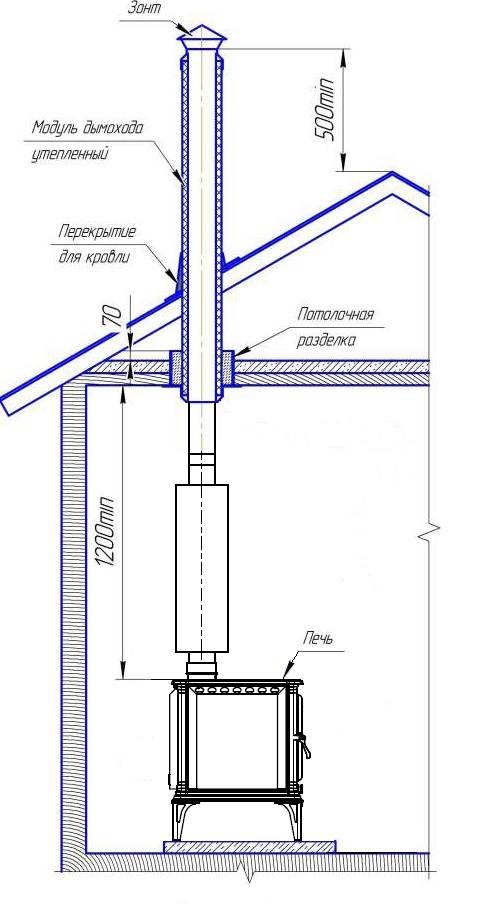 Зонт
500min
Модуль дымохода
утепленный
Перекрытие
для кровли
70
Потолочная
разделка
1200min
Печь